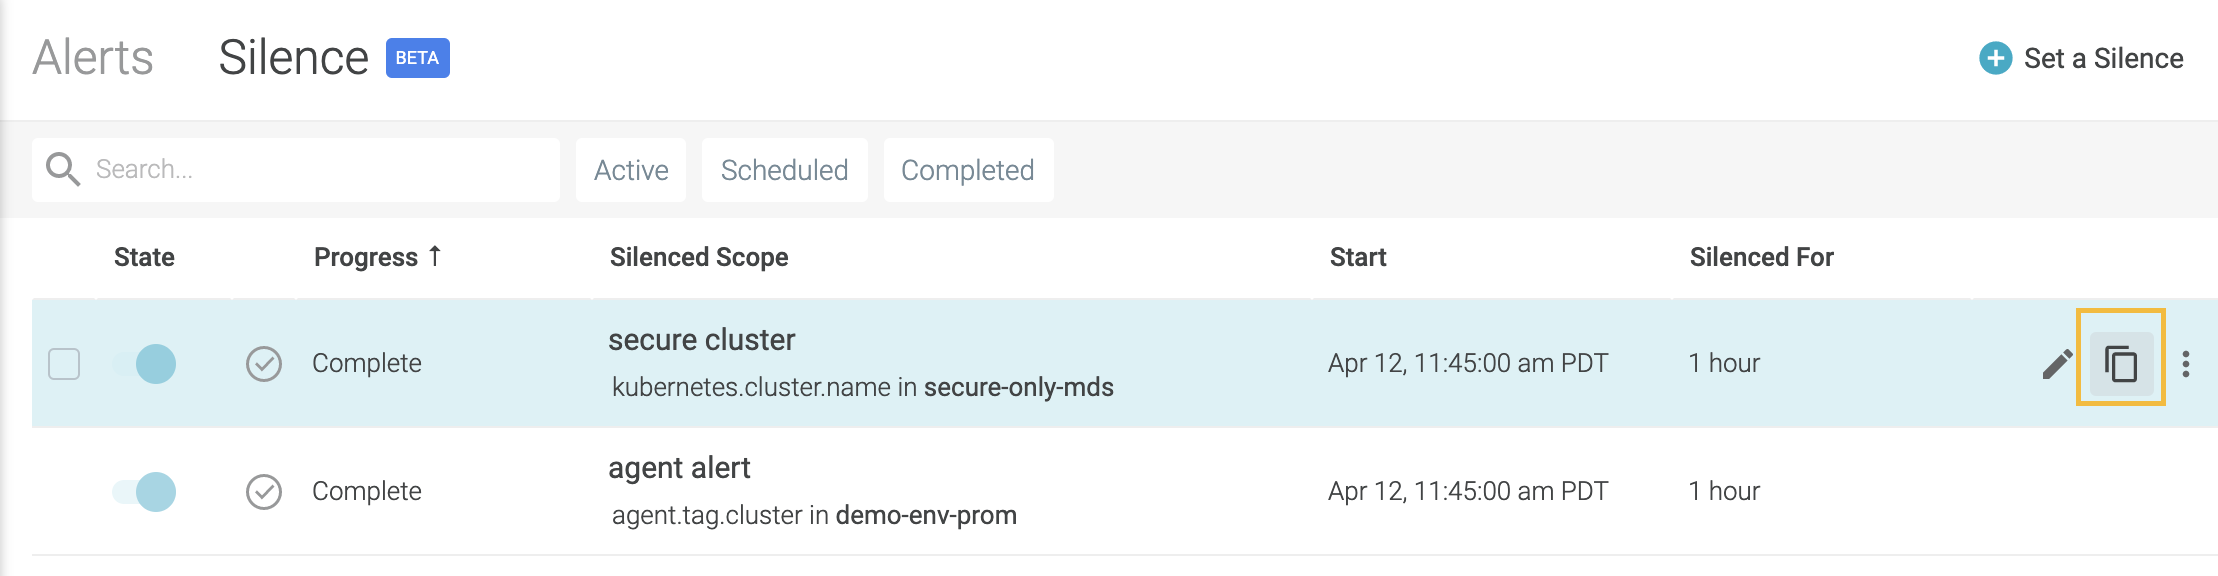 Alerts Silence BETA Set a Silence
Search... Active Scheduled Completed
State Progress ↑ Silenced Scope Start Silenced For
secure cluster
Complete Apr 12, 11:45:00 am PDT 1 hour
kubernetes.cluster.name in secure-only-mds
agent alert
Complete Apr 12, 11:45:00 am PDT 1 hour
agent.tag.cluster in demo-env-prom